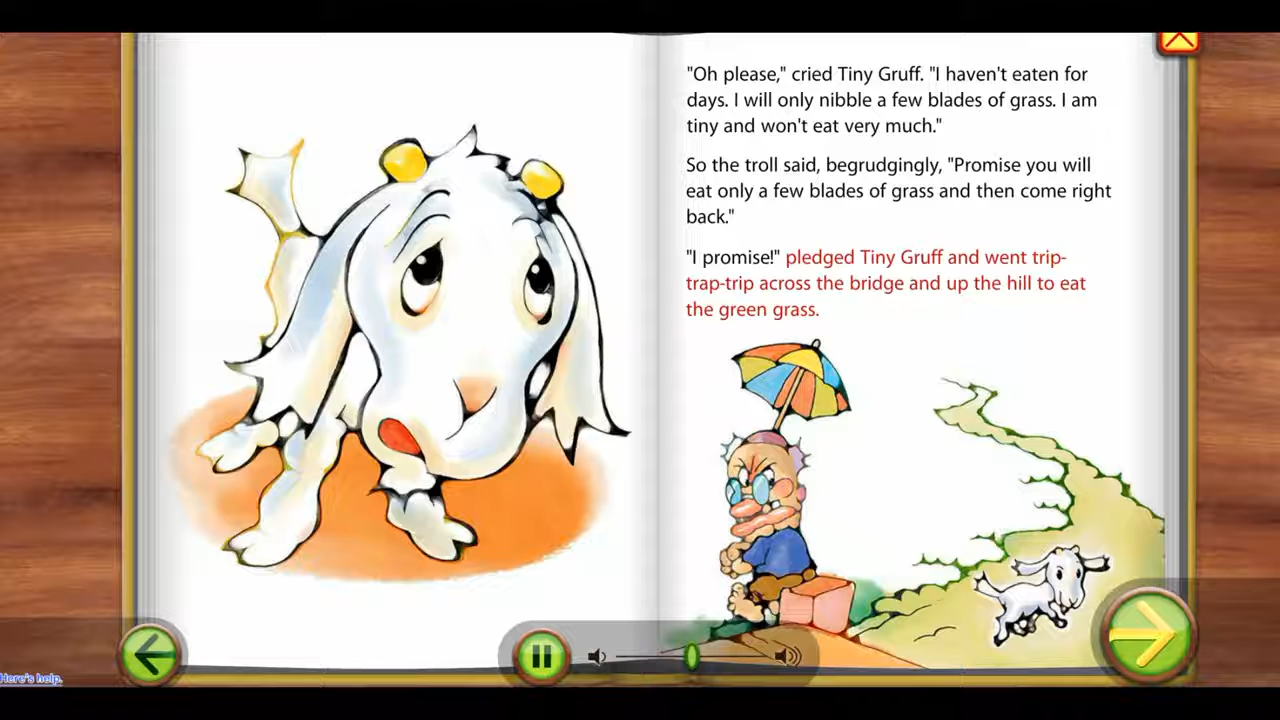 "Oh please," cried Tiny Gruff. "I haven't eaten for
days. I will only nibble a few blades of grass. I am
tiny and won't eat very much."
So the troll said, begrudgingly, "Promise you will
eat only a few blades of grass and then come right
back."
"I promise!" pledged Tiny Gruff and went trip-
trap-trip across the bridge and up the hill to eat
the green grass.
Here's help.